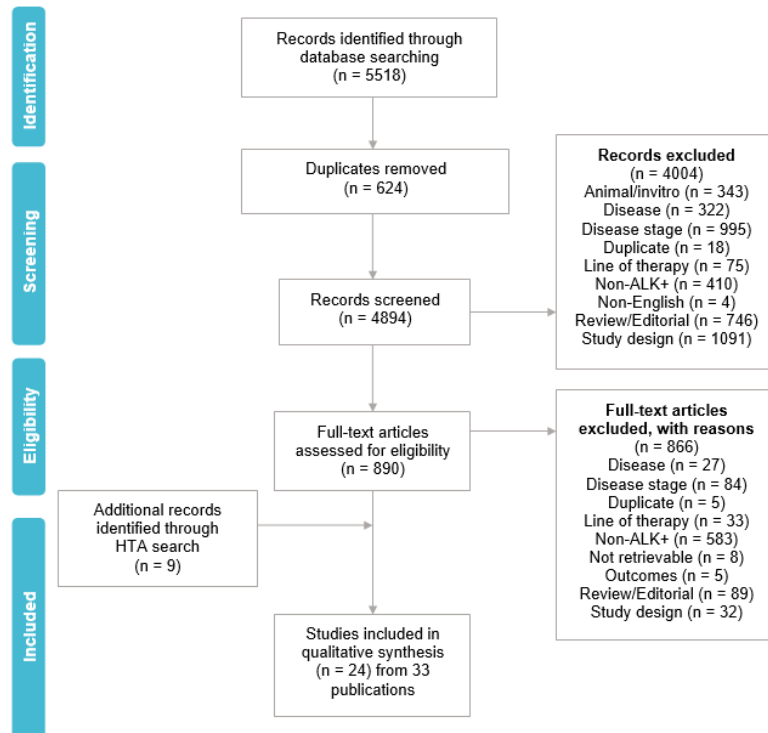 Identification
Records identified through
database searching
(n = 5518)
Screening
Duplicates removed
(n = 624)
Records excluded
(n = 4004)
Animal/invitro (n = 343)
Disease (n = 322)
Disease stage (n = 995)
Duplicate (n = 18)
Line of therapy (n = 75)
Non-ALK+ (n = 410)
Non-English (n = 4)
Review/Editorial (n = 746)
Study design (n = 1091)
Records screened
(n = 4894)
Eligibility
Full-text articles
assessed for eligibility
(n = 890)
Full-text articles
excluded, with reasons
(n = 866)
Disease (n = 27)
Disease stage (n = 84)
Duplicate (n = 5)
Line of therapy (n = 33)
Non-ALK+ (n = 583)
Not retrievable (n = 8)
Outcomes (n = 5)
Review/Editorial (n = 89)
Study design (n = 32)
Additional records
identified through
HTA search
(n = 9)
Included
Studies included in
qualitative synthesis
(n = 24) from 33
publications